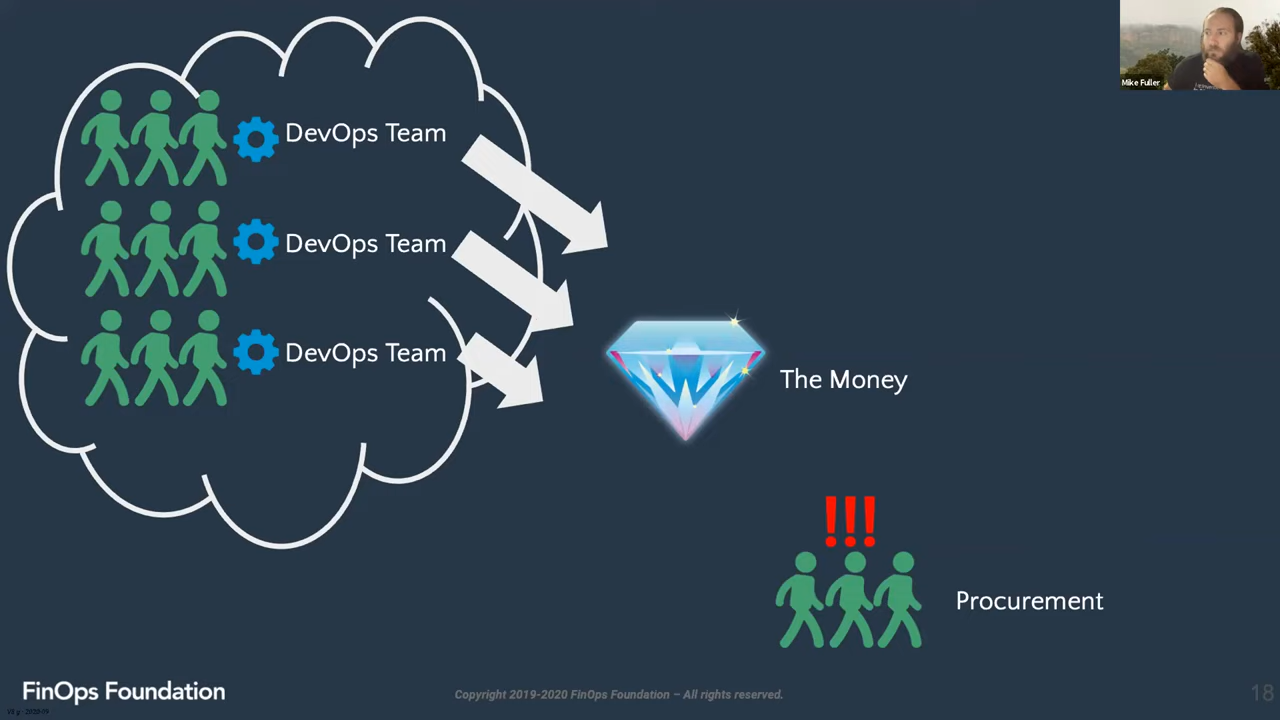 Mike Fuller
DevOps Team
DevOps Team
DevOps Team
The Money
!!!
Procurement
FinOps Foundation
Copyright 2019-2020 FinOps Foundation – All rights reserved.
18